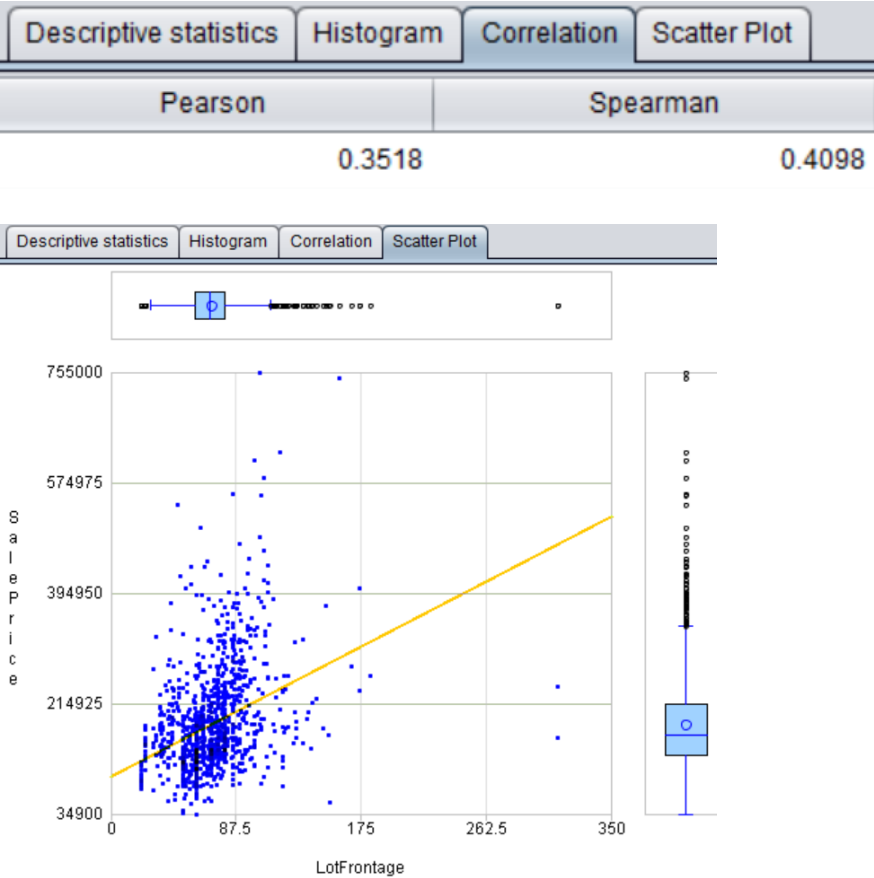 Descriptive statistics Histogram Correlation Scatter Plot
Pearson Spearman
0.3518 0.4098
Descriptive statistics Histogram Correlation Scatter Plot
755000
574975
394950
214925
34900
SalePrice
0 87.5 175 262.5 350
LotFrontage